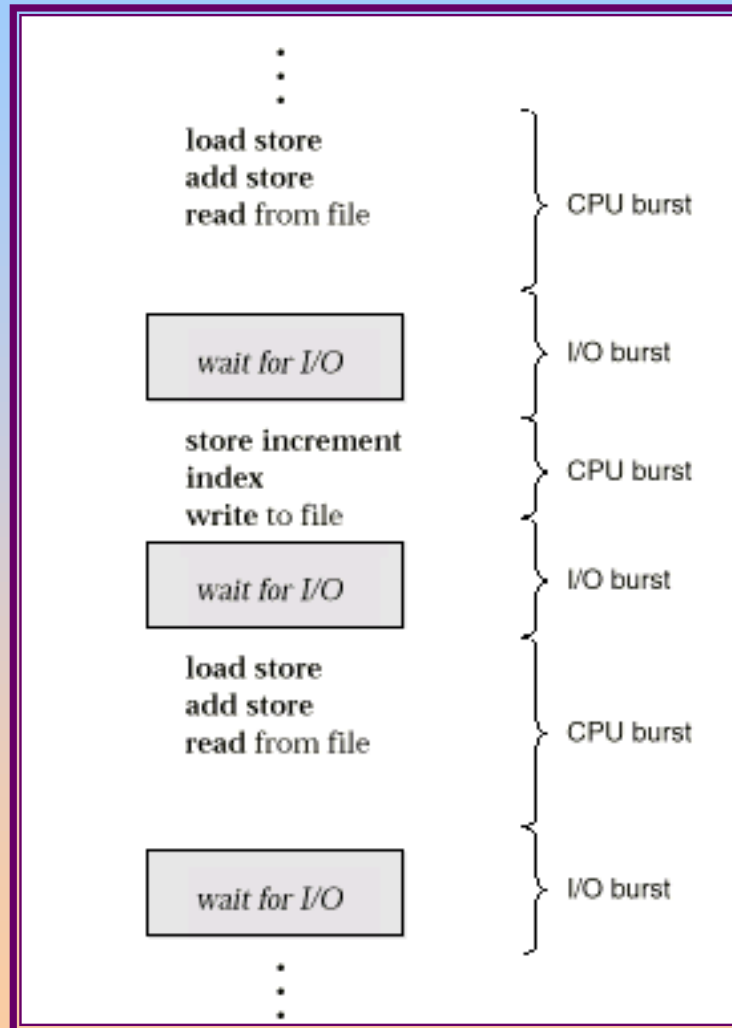 load store
add store
read from file
CPU burst
wait for I/O
I/O burst
store increment
index
write to file
CPU burst
wait for I/O
I/O burst
load store
add store
read from file
CPU burst
wait for I/O
I/O burst